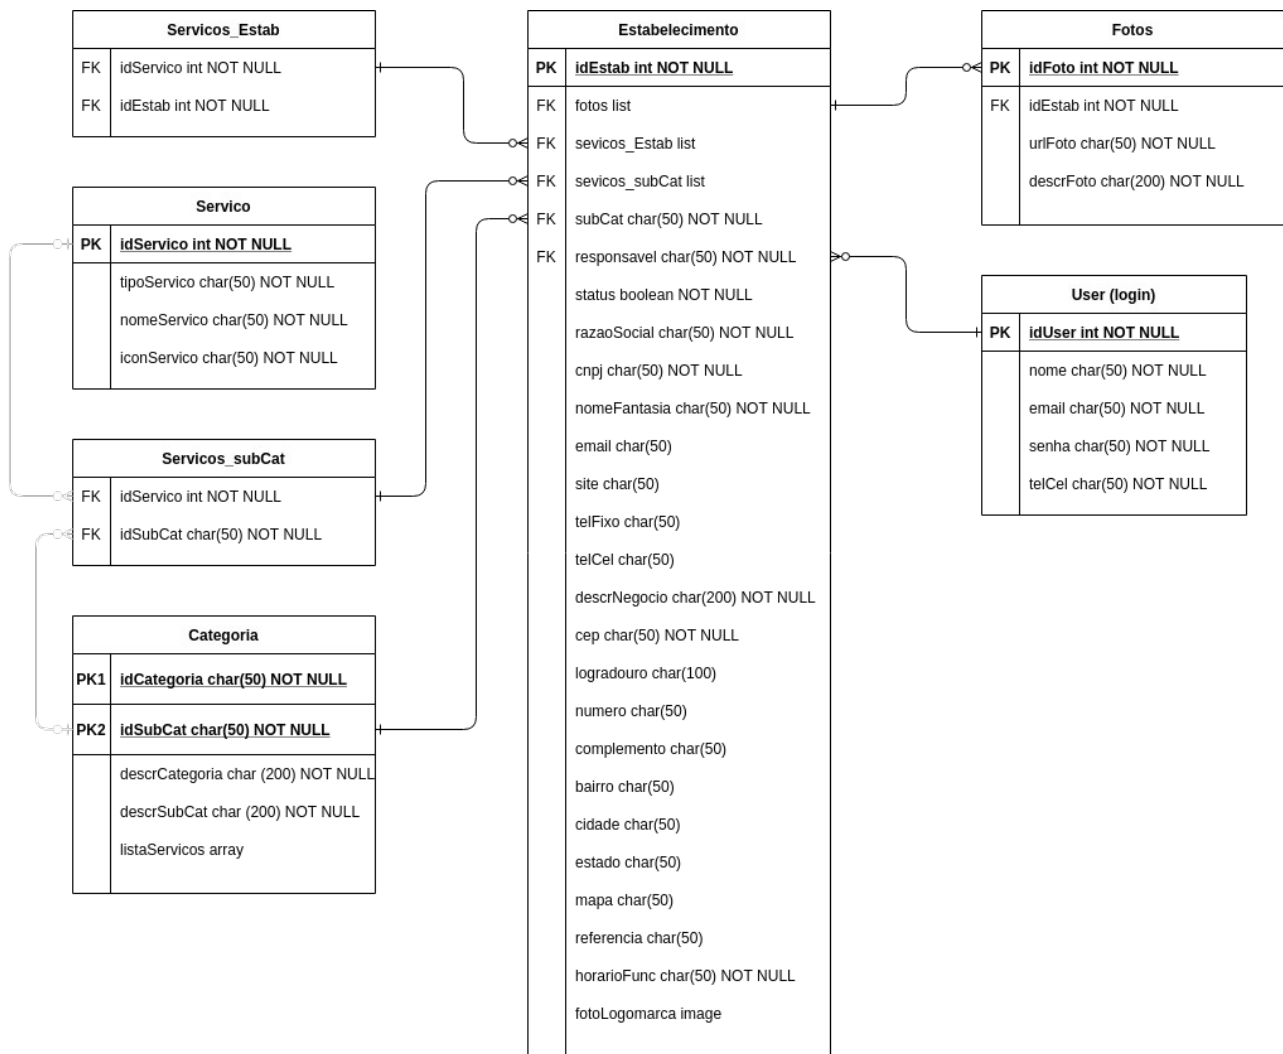 Servicos_Estab
FK idServico int NOT NULL
FK idEstab int NOT NULL
Servico
PK idServico int NOT NULL
tipoServico char(50) NOT NULL
nomeServico char(50) NOT NULL
iconServico char(50) NOT NULL
Servicos_subCat
FK idServico int NOT NULL
FK idSubCat char(50) NOT NULL
Categoria
PK1 idCategoria char(50) NOT NULL
PK2 idSubCat char(50) NOT NULL
descrCategoria char (200) NOT NULL
descrSubCat char (200) NOT NULL
listaServicos array
Estabelecimento
PK idEstab int NOT NULL
FK fotos list
FK sevicos_Estab list
FK sevicos_subCat list
FK subCat char(50) NOT NULL
FK responsavel char(50) NOT NULL
status boolean NOT NULL
razaoSocial char(50) NOT NULL
cnpj char(50) NOT NULL
nomeFantasia char(50) NOT NULL
email char(50)
site char(50)
telFixo char(50)
telCel char(50)
descrNegocio char(200) NOT NULL
cep char(50) NOT NULL
logradouro char(100)
numero char(50)
complemento char(50)
bairro char(50)
cidade char(50)
estado char(50)
mapa char(50)
referencia char(50)
horarioFunc char(50) NOT NULL
fotoLogomarca image
Fotos
PK idFoto int NOT NULL
FK idEstab int NOT NULL
urlFoto char(50) NOT NULL
descrFoto char(200) NOT NULL
User (login)
PK idUser int NOT NULL
nome char(50) NOT NULL
email char(50) NOT NULL
senha char(50) NOT NULL
telCel char(50) NOT NULL